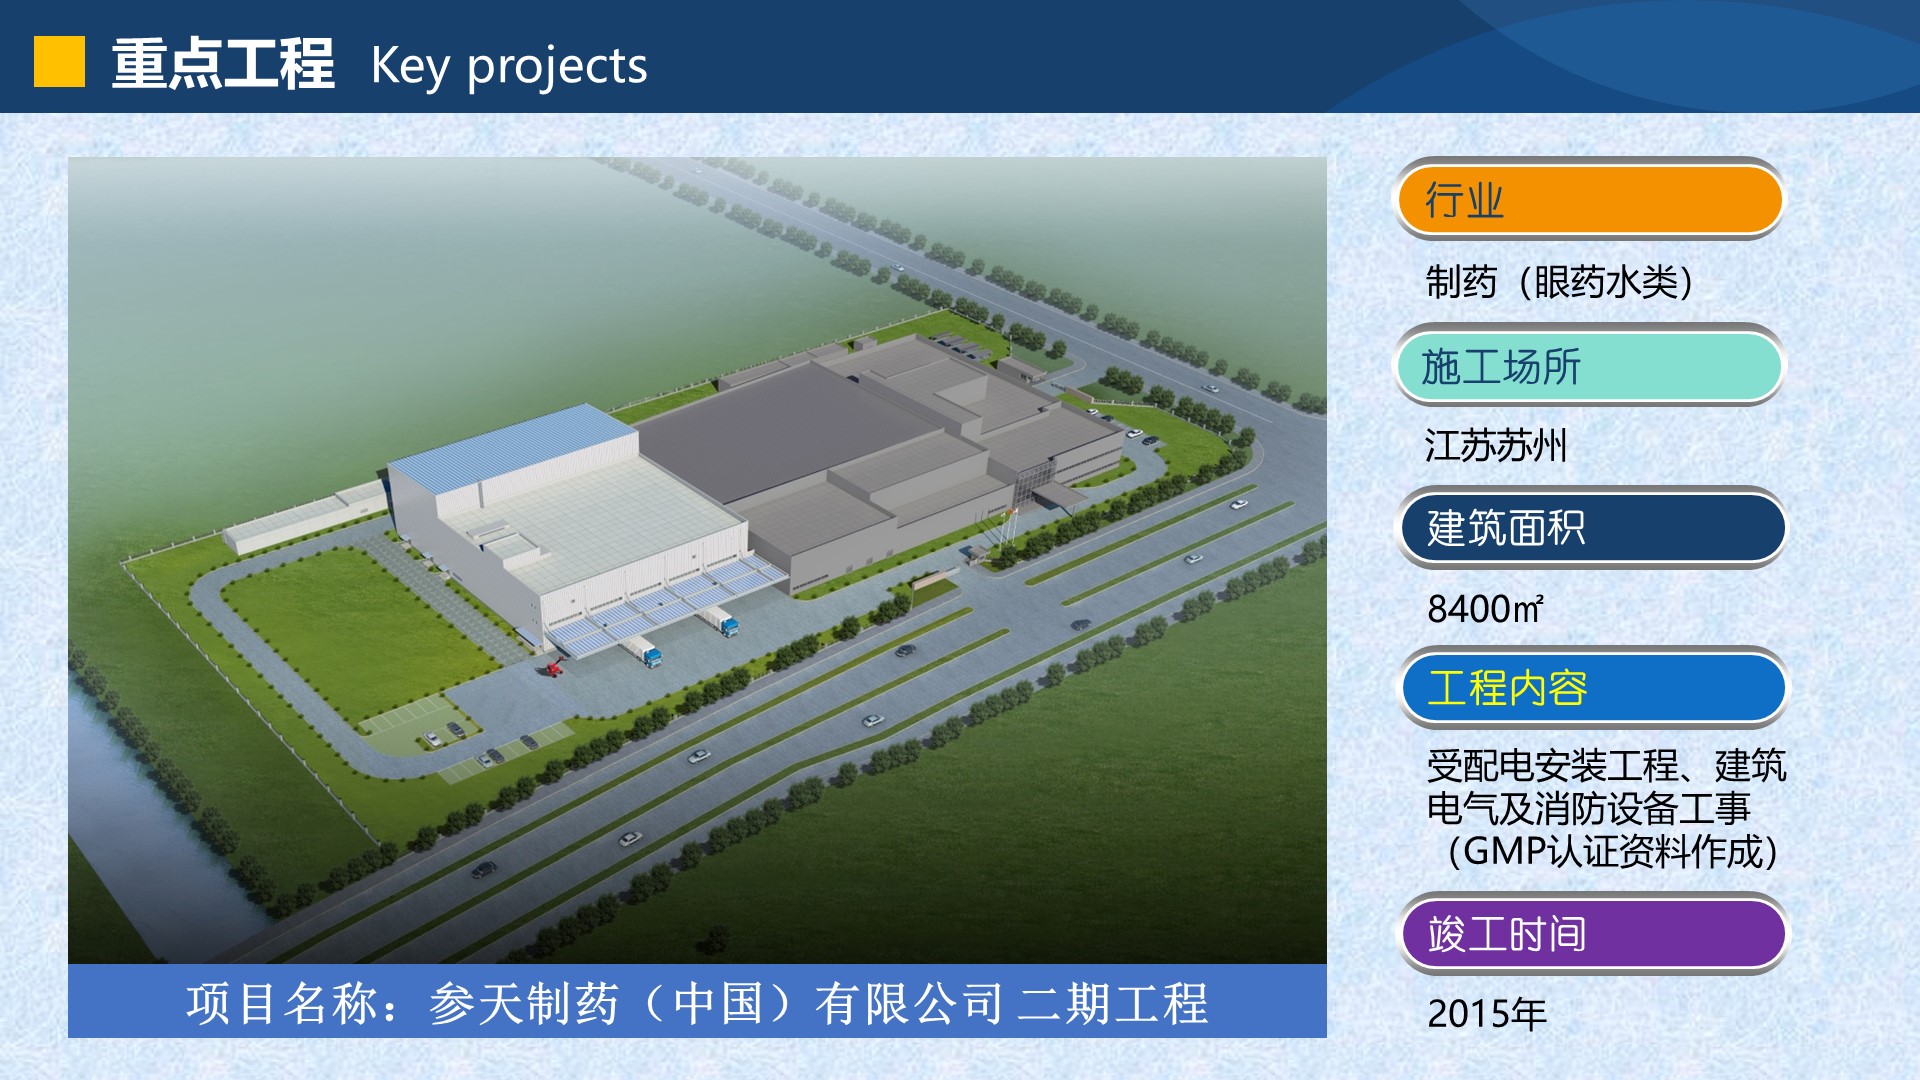 重点工程 Key projects
行业
制药（眼药水类）
施工场所
江苏苏州
建筑面积
8400㎡
工程内容
受配电安装工程、建筑
电气及消防设备工事
（GMP认证资料作成）
竣工时间
2015年
项目名称：参天制药（中国）有限公司 二期工程